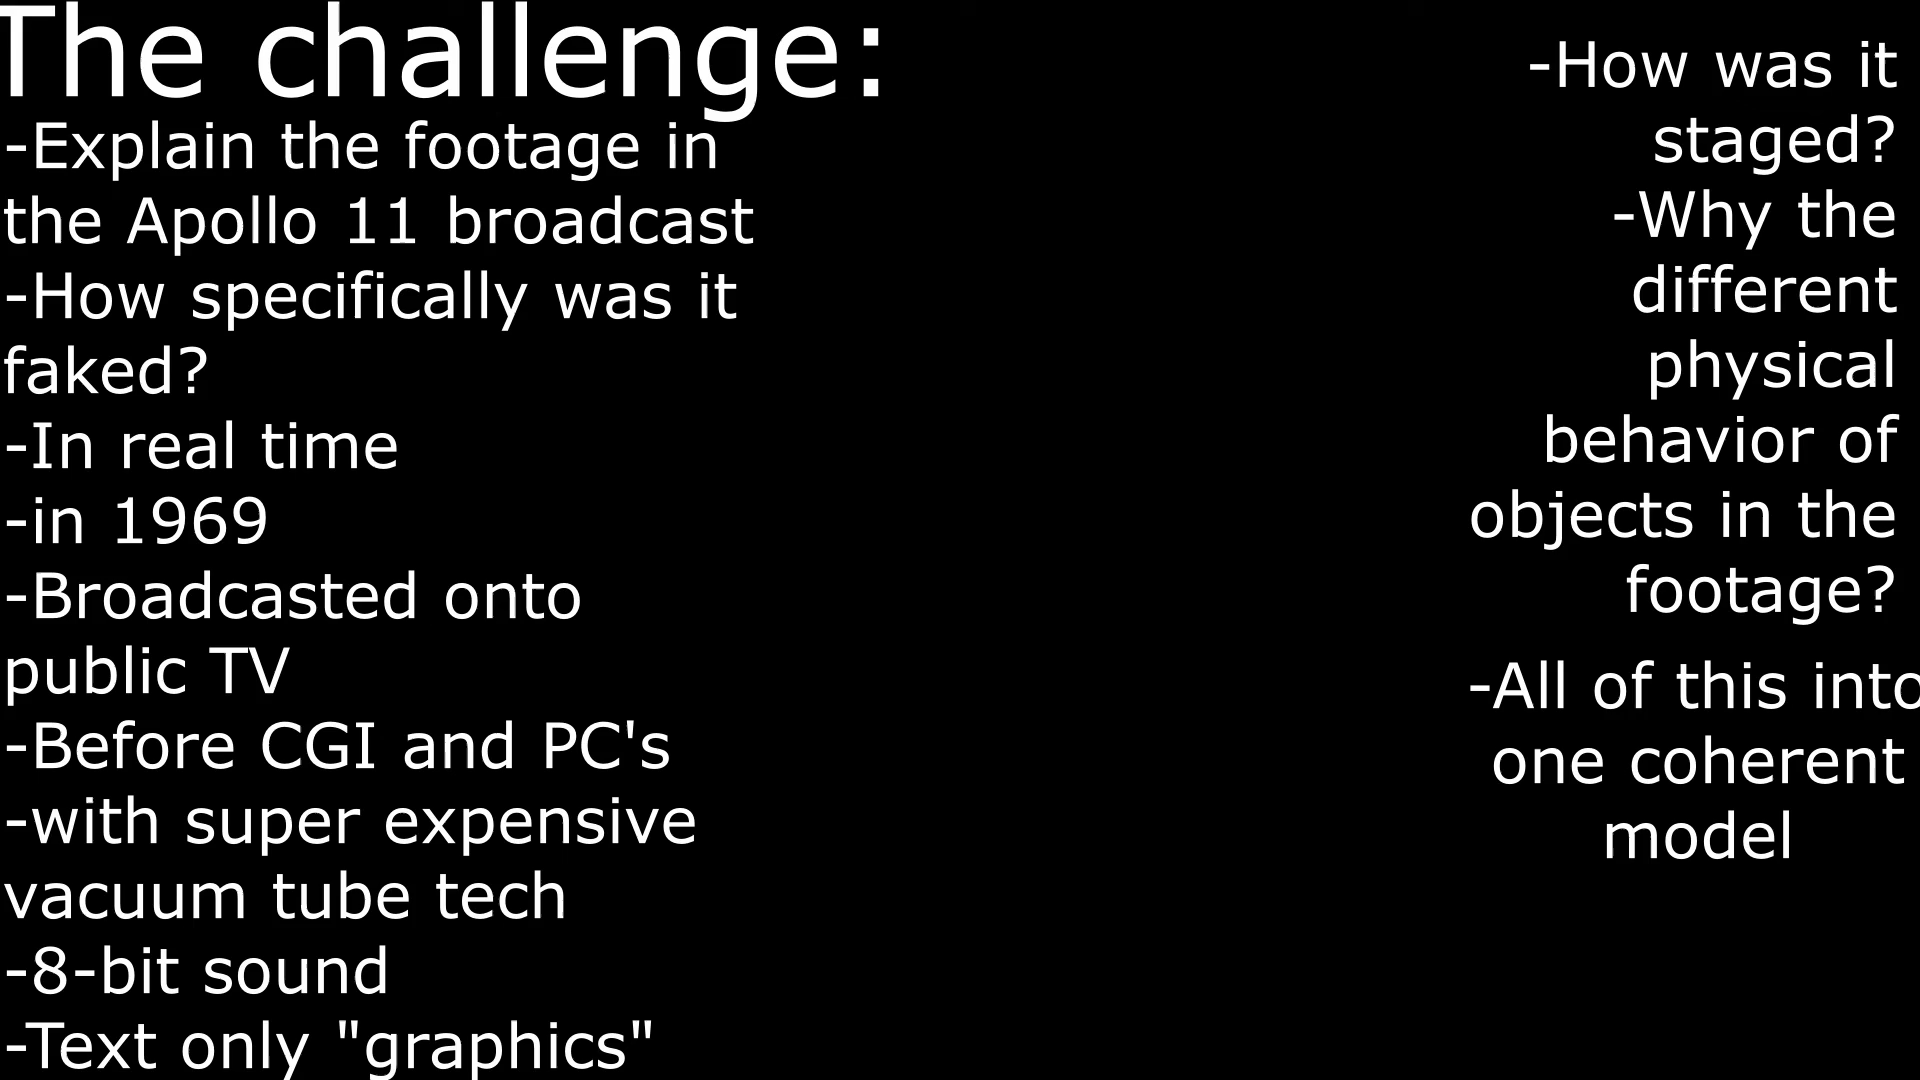 The challenge:
-Explain the footage in
the Apollo 11 broadcast
-How specifically was it
faked?
-In real time
-in 1969
-Broadcasted onto
public TV
-Before CGI and PC's
-with super expensive
vacuum tube tech
-8-bit sound
-Text only "graphics"
-How was it
staged?
-Why the
different
physical
behavior of
objects in the
footage?
-All of this into
one coherent
model